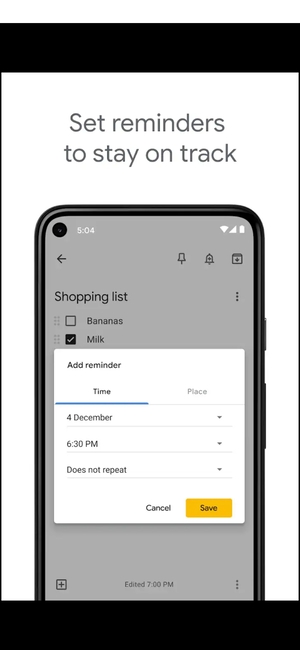 Set reminders
to stay on track
5:04
Shopping list
Bananas
Milk
Add reminder
Time Place
4 December
6:30 PM
Does not repeat
Cancel Save
Edited 7:00 PM